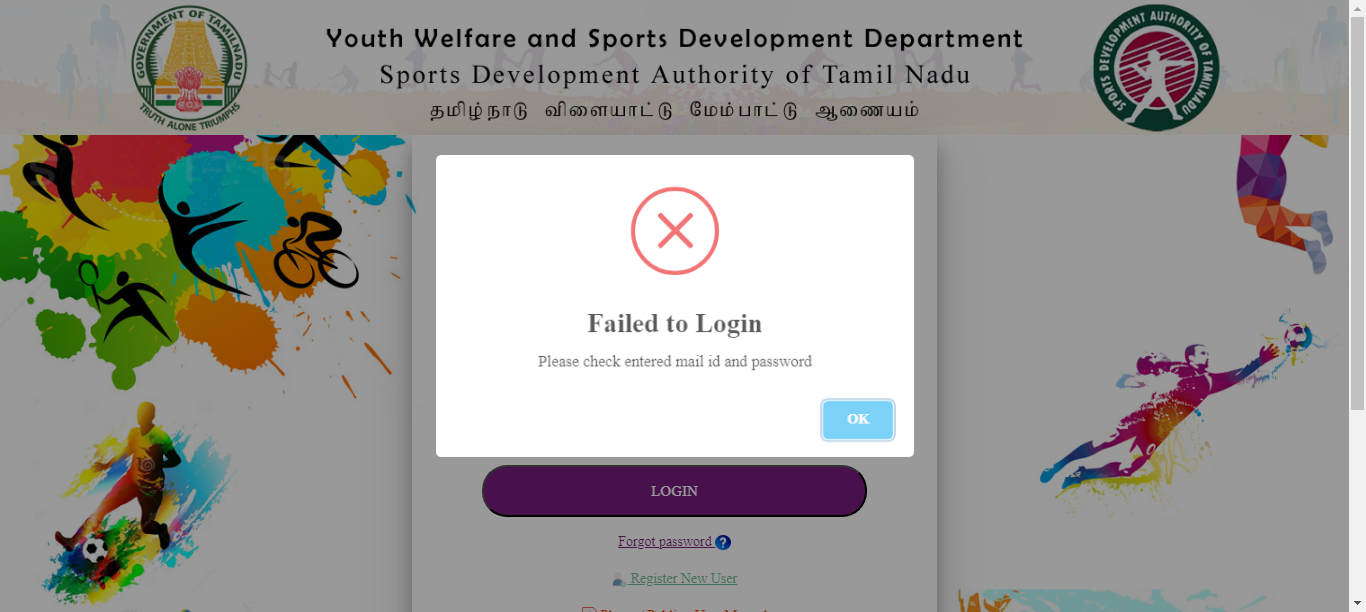 GOVERNMENT OF TAMILNADU
TRUTH ALONE TRIUMPHS
Youth Welfare and Sports Development Department
Sports Development Authority of Tamil Nadu
தமிழ்நாடு விளையாட்டு மேம்பாட்டு ஆணையம்
SPORTS DEVELOPMENT AUTHORITY OF TAMILNADU
Failed to Login
Please check entered mail id and password
OK
LOGIN
Forgot password ?
Register New User